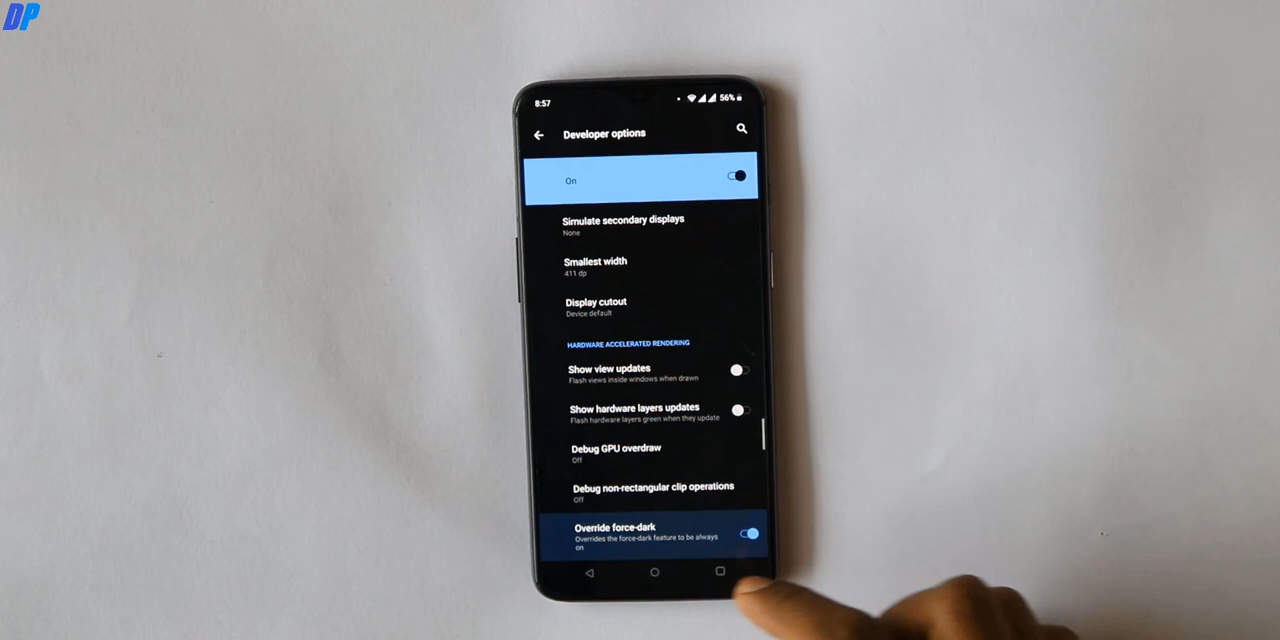 DP
8:57
56%
Developer options
On
Simulate secondary displays
None
Smallest width
411 dp
Display cutout
Device default
HARDWARE ACCELERATED RENDERING
Show view updates
Flash views inside windows when drawn
Show hardware layers updates
Flash hardware layers green when they update
Debug GPU overdraw
Off
Debug non-rectangular clip operations
Off
Override force-dark
Overrides the force-dark feature to be always
on